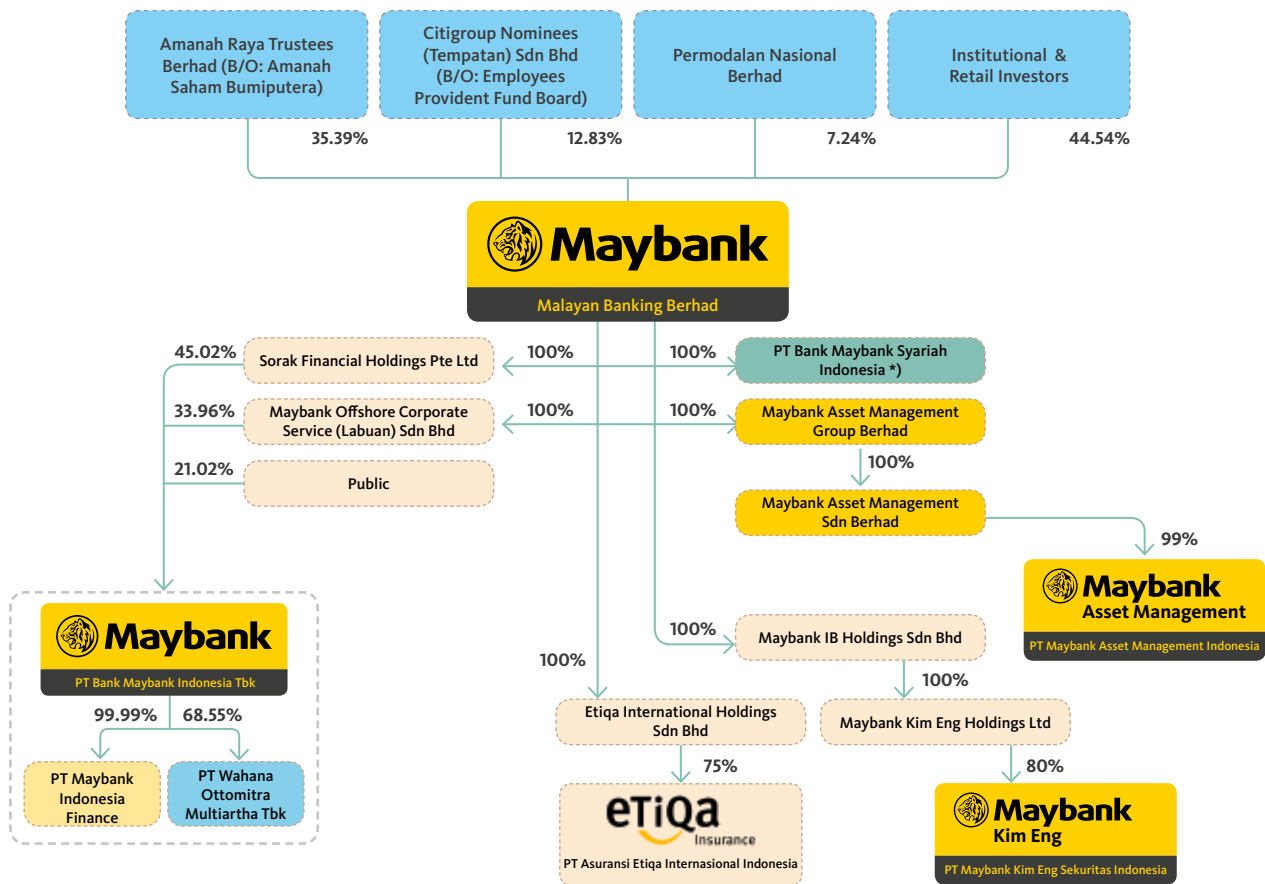 Amanah Raya Trustees
Berhad (B/O: Amanah
Saham Bumiputera)
Citigroup Nominees
(Tempatan) Sdn Bhd
(B/O: Employees
Provident Fund Board)
Permodalan Nasional
Berhad
Institutional &
Retail Investors
35.39%
12.83%
7.24%
44.54%
Maybank
Malayan Banking Berhad
45.02%
Sorak Financial Holdings Pte Ltd
100%
100%
PT Bank Maybank Syariah
Indonesia *)
33.96%
Maybank Offshore Corporate
Service (Labuan) Sdn Bhd
100%
100%
Maybank Asset Management
Group Berhad
100%
21.02%
Public
Maybank Asset Management
Sdn Berhad
99%
Maybank
Asset Management
PT Maybank Asset Management Indonesia
Maybank
PT Bank Maybank Indonesia Tbk
99.99%
68.55%
PT Maybank
Indonesia
Finance
PT Wahana
Ottomitra
Multiartha Tbk
100%
Maybank IB Holdings Sdn Bhd
100%
100%
Etiqa International Holdings
Sdn Bhd
Maybank Kim Eng Holdings Ltd
75%
80%
eTiQa
Insurance
PT Asuransi Etiqa Internasional Indonesia
Maybank
Kim Eng
PT Maybank Kim Eng Sekuritas Indonesia